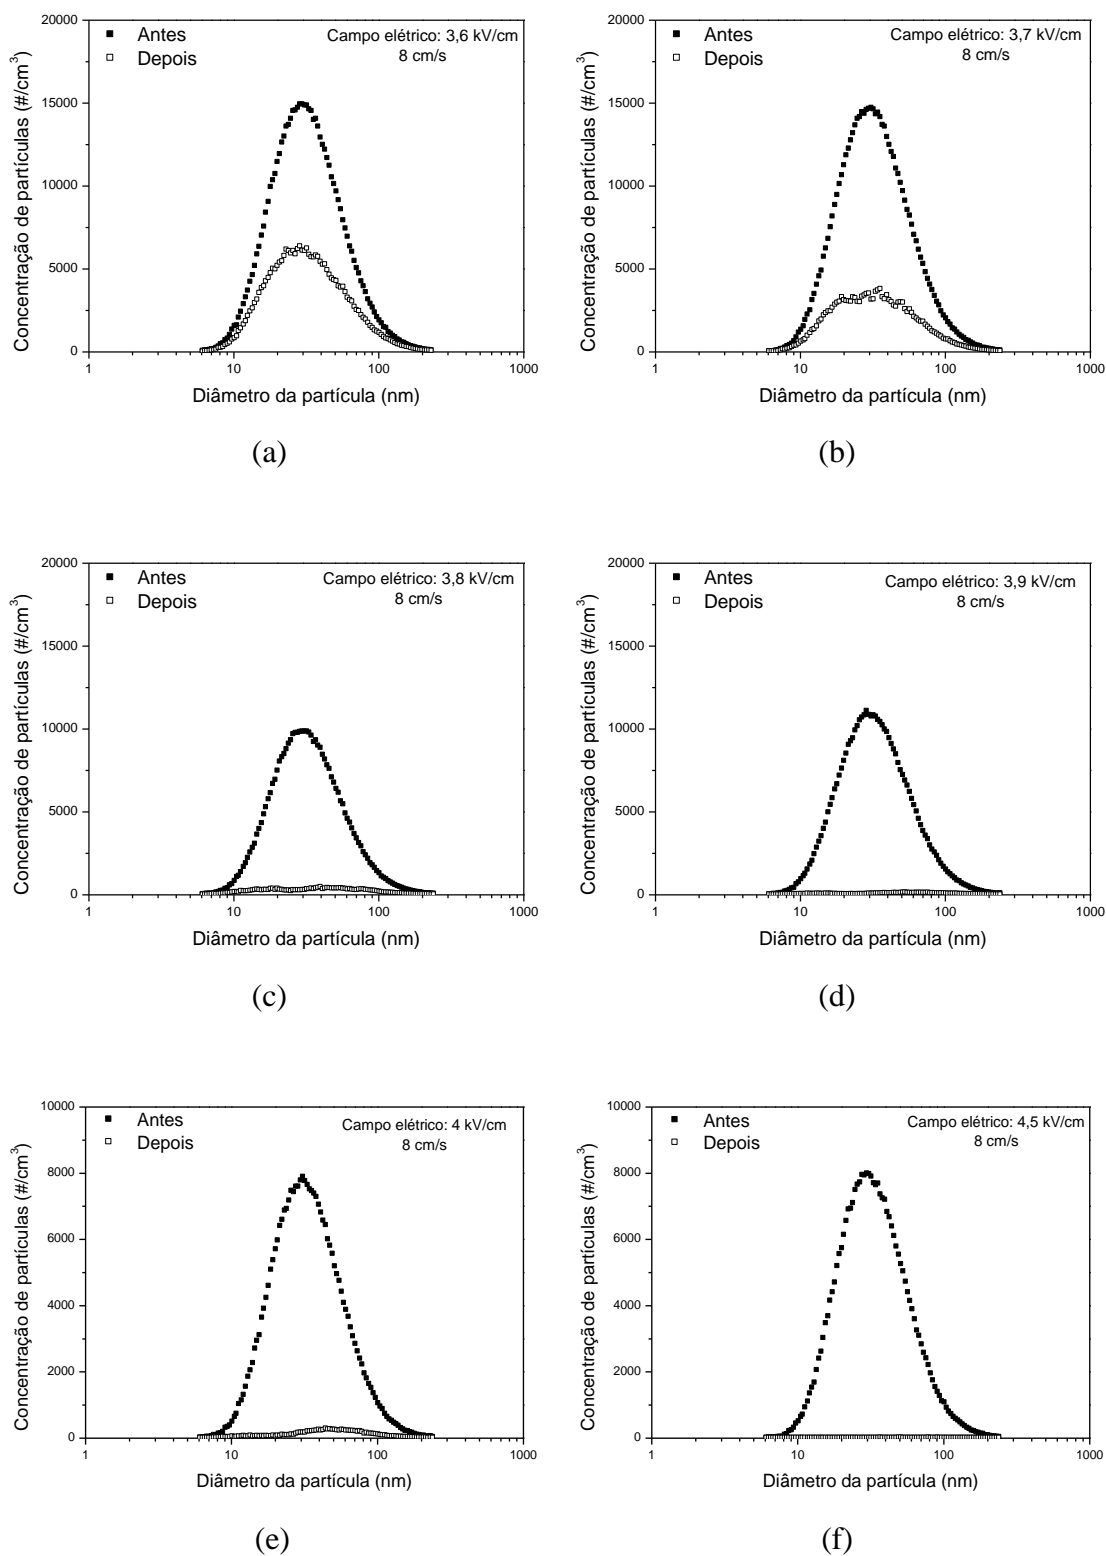 20000
15000
10000
5000
0
Concentração de partículas (#/cm³)
Antes
Depois
Campo elétrico: 3,6 kV/cm
8 cm/s
1 10 100 1000
Diâmetro da partícula (nm)
(a)
20000
15000
10000
5000
0
Concentração de partículas (#/cm³)
Antes
Depois
Campo elétrico: 3,7 kV/cm
8 cm/s
1 10 100 1000
Diâmetro da partícula (nm)
(b)
20000
15000
10000
5000
0
Concentração de partículas (#/cm³)
Antes
Depois
Campo elétrico: 3,8 kV/cm
8 cm/s
1 10 100 1000
Diâmetro da partícula (nm)
(c)
20000
15000
10000
5000
0
Concentração de partículas (#/cm³)
Antes
Depois
Campo elétrico: 3,9 kV/cm
8 cm/s
1 10 100 1000
Diâmetro da partícula (nm)
(d)
10000
8000
6000
4000
2000
0
Concentração de partículas (#/cm³)
Antes
Depois
Campo elétrico: 4 kV/cm
8 cm/s
1 10 100 1000
Diâmetro da partícula (nm)
(e)
10000
8000
6000
4000
2000
0
Concentração de partículas (#/cm³)
Antes
Depois
Campo elétrico: 4,5 kV/cm
8 cm/s
1 10 100 1000
Diâmetro da partícula (nm)
(f)